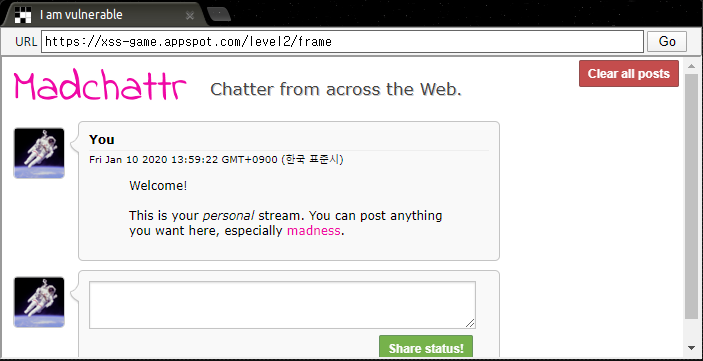 I am vulnerable
URL https://xss-game.appspot.com/level2/frame Go
Madchattr Chatter from across the Web. Clear all posts
You
Fri Jan 10 2020 13:59:22 GMT+0900 (한국 표준시)
Welcome!
This is your personal stream. You can post anything
you want here, especially madness.
Share status!